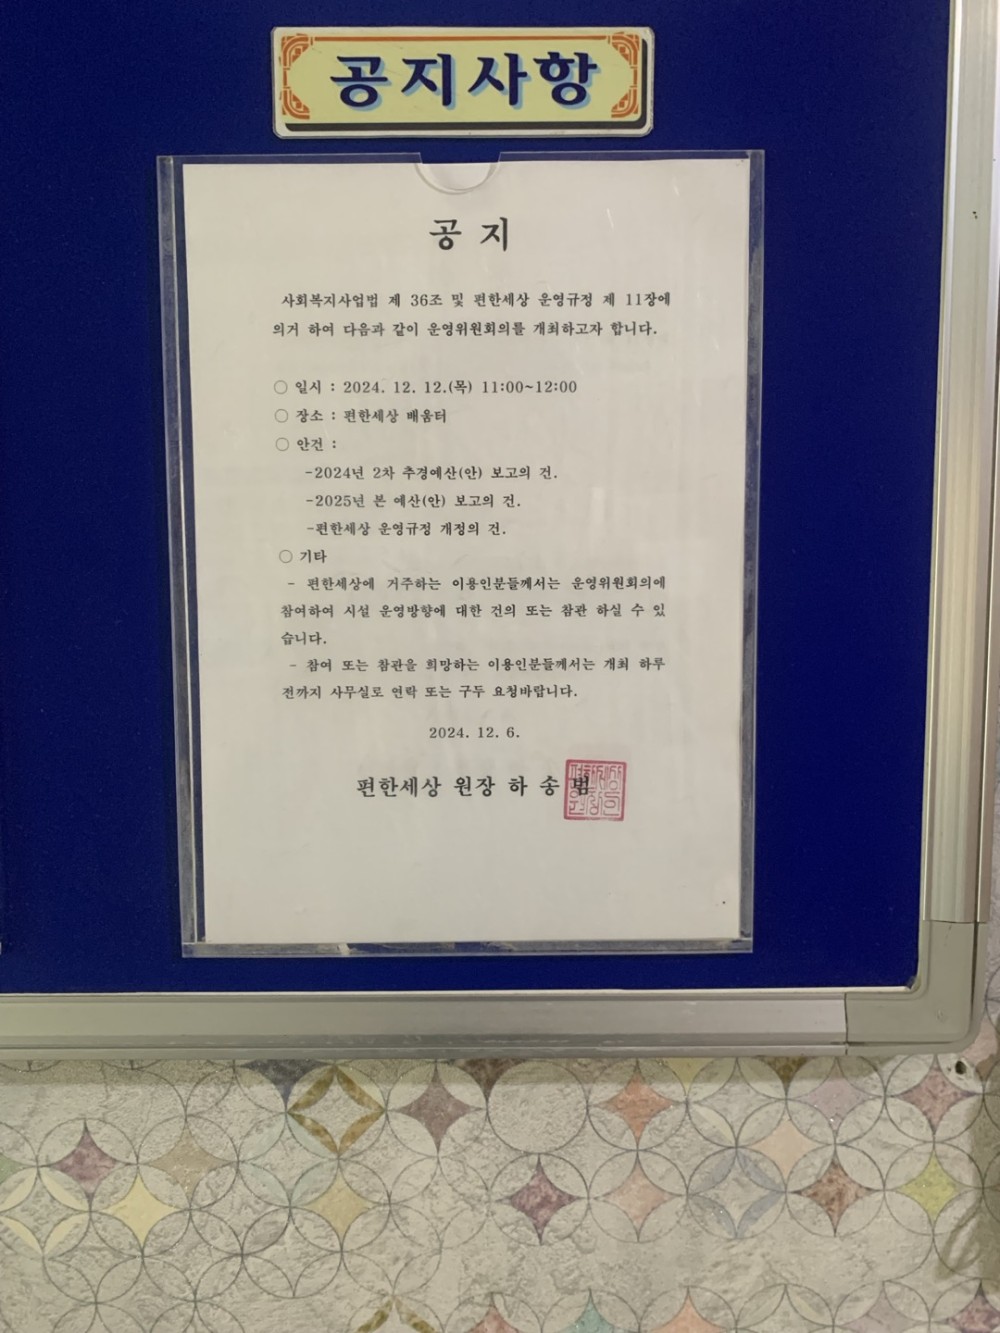 공지사항
공 지
사회복지사업법 제 36조 및 편한세상 운영규정 제 11장에
의거 하여 다음과 같이 운영위원회의를 개최하고자 합니다.
○ 일시 : 2024. 12. 12.(목) 11:00~12:00
○ 장소 : 편한세상 배움터
○ 안건 :
-2024년 2차 추경예산(안) 보고의 건.
-2025년 본 예산(안) 보고의 건.
-편한세상 운영규정 개정의 건.
○ 기타
- 편한세상에 거주하는 이용인분들께서는 운영위원회의에
참여하여 시설 운영방향에 대한 건의 또는 참관 하실 수 있
습니다.
- 참여 또는 참관을 희망하는 이용인분들께서는 개최 하루
전까지 사무실로 연락 또는 구두 요청바랍니다.
2024. 12. 6.
편한세상 원장 하 송 범